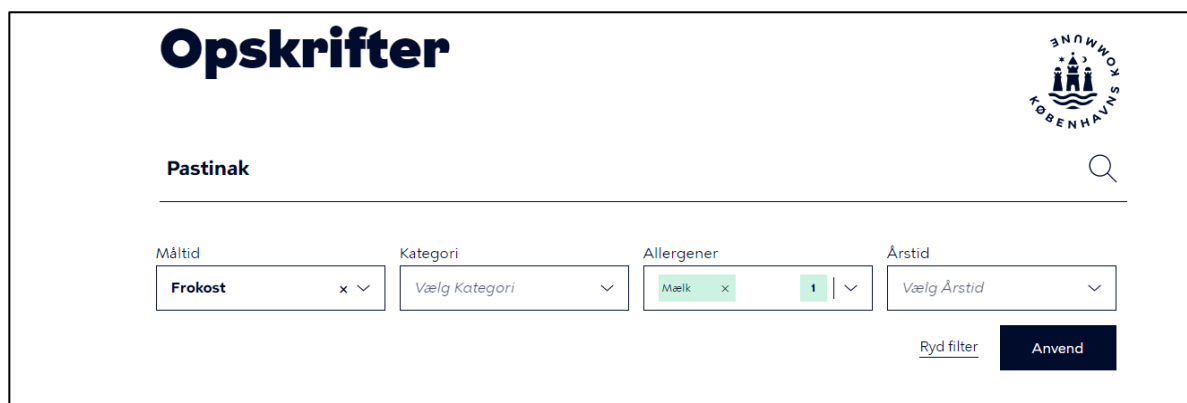 Opskrifter
KØBENHAVNS KOMMUNE
Pastinak
Måltid Kategori Allergener Årstid
Frokost x Vælg Kategori Mælk × 1 Vælg Årstid
Ryd filter Anvend